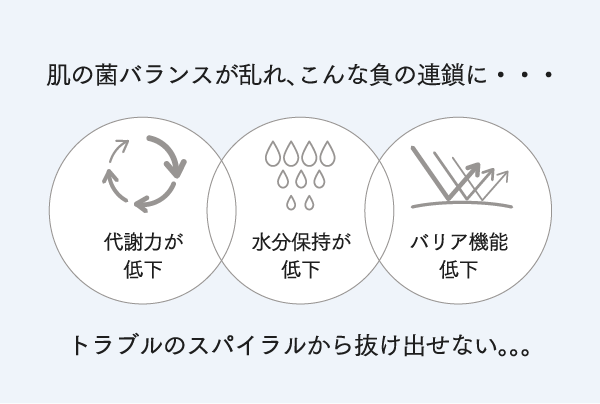 肌の菌バランスが乱れ、こんな負の連鎖に・・・
代謝力が
低下
水分保持が
低下
バリア機能
低下
トラブルのスパイラルから抜け出せない。。。